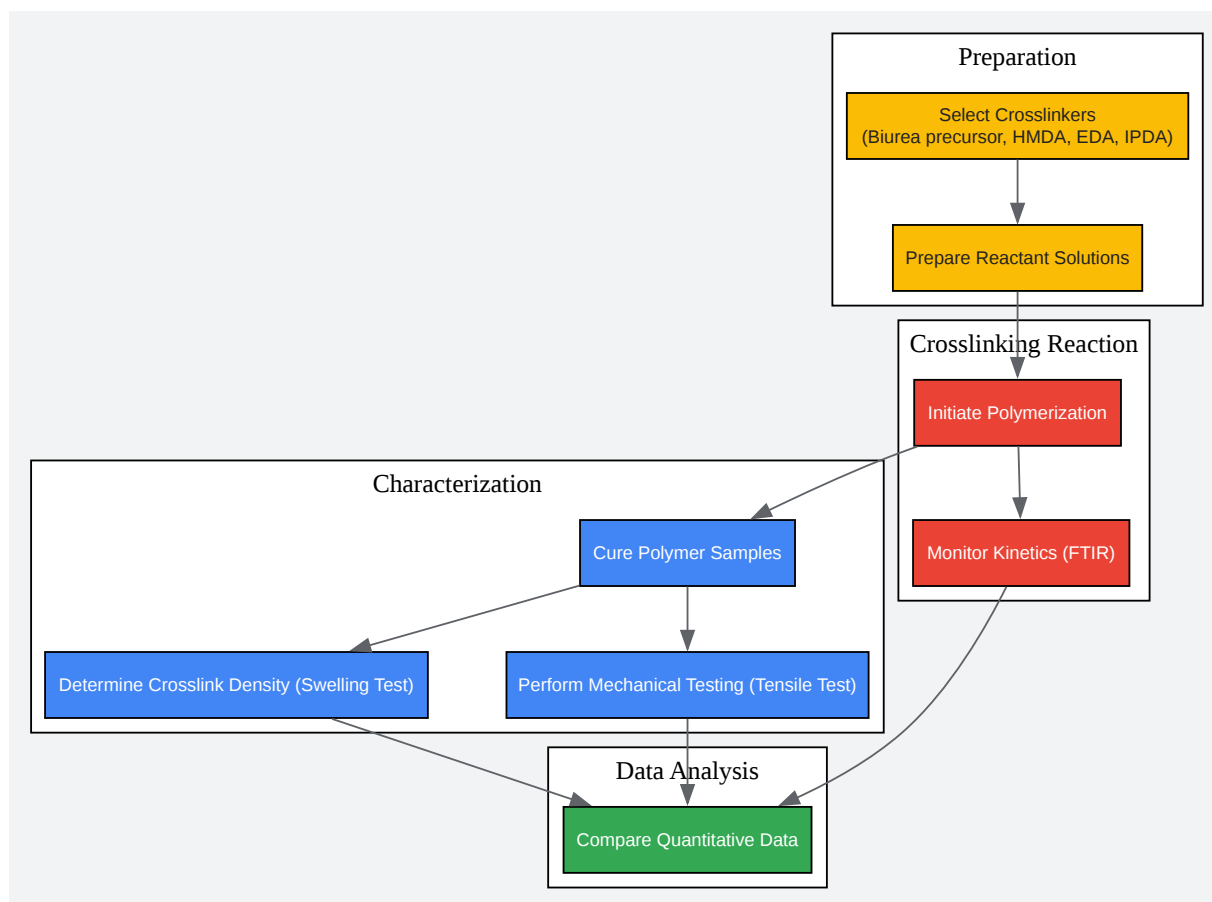 Preparation
Select Crosslinkers
(Biurea precursor, HMDA, EDA, IPDA)
Prepare Reactant Solutions
Crosslinking Reaction
Initiate Polymerization
Monitor Kinetics (FTIR)
Characterization
Cure Polymer Samples
Determine Crosslink Density (Swelling Test)
Perform Mechanical Testing (Tensile Test)
Data Analysis
Compare Quantitative Data